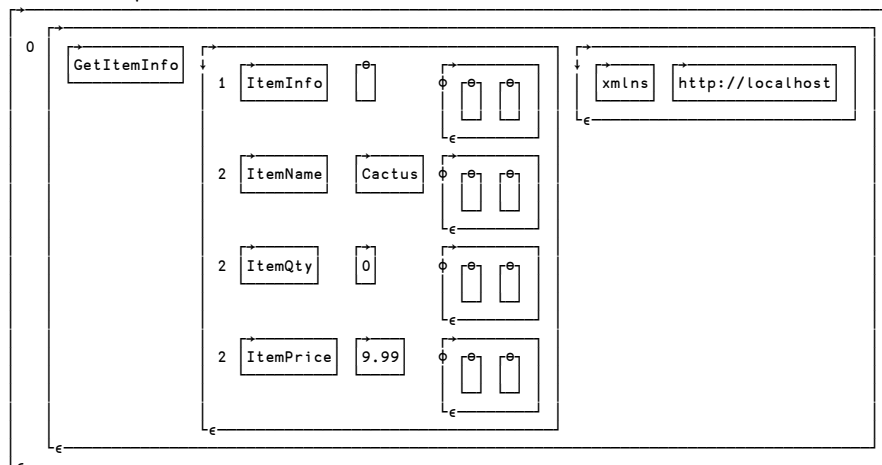 0
GetItemInfo
1 ItemInfo
xmlns http://localhost
2 ItemName Cactus
2 ItemQty 0
2 ItemPrice 9.99